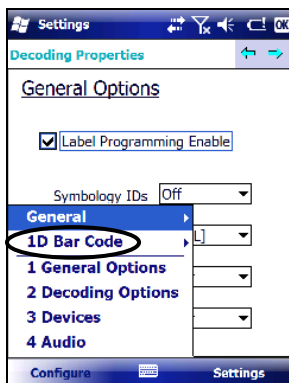 Settings OK
Decoding Properties
General Options
Label Programming Enable
Symbology IDs Off
General
1D Bar Code L]
1 General Options
2 Decoding Options
3 Devices
4 Audio
Configure Settings